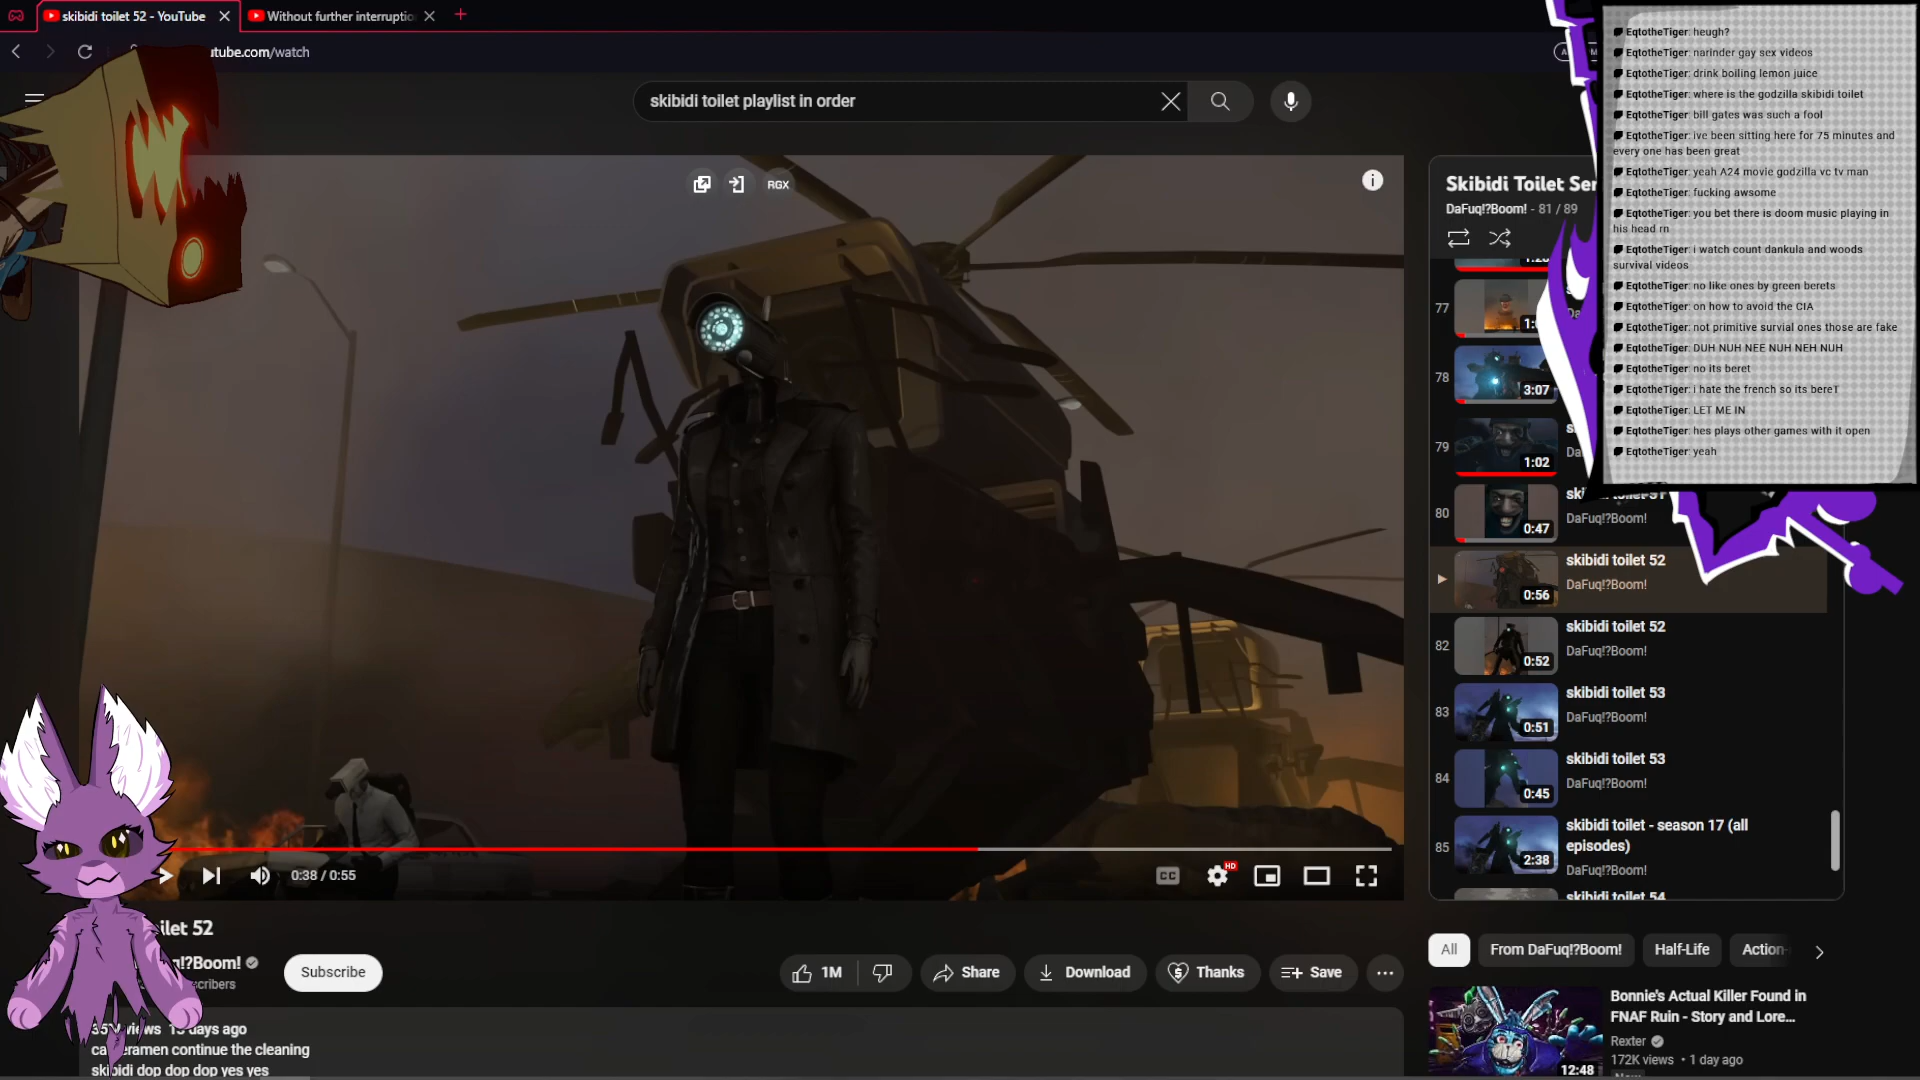 skibidi toilet 52 - YouTube
Without further interruptio
utube.com/watch
skibidi toilet playlist in order
RGX
Skibidi Toilet Ser
DaFuq!?Boom! - 81 / 89
77
78
3:07
79
1:02
80
0:47
DaFuq!?Boom!
skibidi toilet 52
DaFuq!?Boom!
0:56
82
skibidi toilet 52
DaFuq!?Boom!
0:52
83
skibidi toilet 53
DaFuq!?Boom!
0:51
84
skibidi toilet 53
DaFuq!?Boom!
0:45
85
skibidi toilet - season 17 (all
episodes)
DaFuq!?Boom!
2:38
skibidi toilet 54
EqtotheTiger: heugh?
EqtotheTiger: narinder gay sex videos
EqtotheTiger: drink boiling lemon juice
EqtotheTiger: where is the godzilla skibidi toilet
EqtotheTiger: bill gates was such a fool
EqtotheTiger: ive been sitting here for 75 minutes and
every one has been great
EqtotheTiger: yeah A24 movie godzilla vc tv man
EqtotheTiger: fucking awsome
EqtotheTiger: you bet there is doom music playing in
his head rn
EqtotheTiger: i watch count dankula and woods
survival videos
EqtotheTiger: no like ones by green berets
EqtotheTiger: on how to avoid the CIA
EqtotheTiger: not primitive survial ones those are fake
EqtotheTiger: DUH NUH NEE NUH NEH NUH
EqtotheTiger: no its beret
EqtotheTiger: i hate the french so its bereT
EqtotheTiger: LET ME IN
EqtotheTiger: hes plays other games with it open
EqtotheTiger: yeah
0:38 / 0:55
CC
HD
ilet 52
q!?Boom!
scribers
Subscribe
1M
Share
Download
Thanks
Save
All
From DaFuq!?Boom!
Half-Life
Action-
35M views
days ago
cameramen continue the cleaning
skibidi dop dop dop yes yes
Bonnie's Actual Killer Found in
FNAF Ruin - Story and Lore...
Rexter
172K views • 1 day ago
12:48